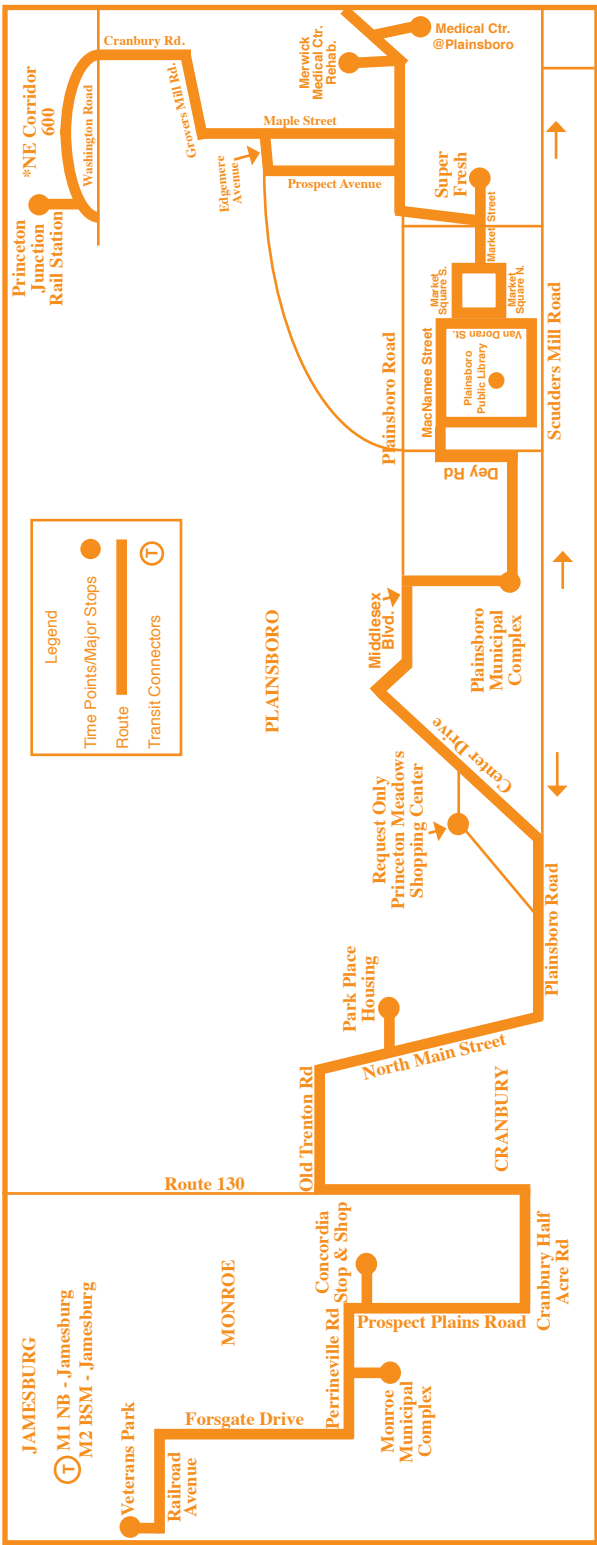 JAMESBURG
T
M1 NB - Jamesburg
M2 BSM - Jamesburg
Veterans Park
Railroad
Avenue
Forsgate Drive
MONROE
Perrineville Rd
Monroe
Municipal
Complex
Concordia
Stop & Shop
Prospect Plains Road
Cranbury Half
Acre Rd
Route 130
Old Trenton Rd
CRANBURY
North Main Street
Park Place
Housing
Plainsboro Road
Request Only
Princeton Meadows
Shopping Center
Center Drive
Middlesex
Blvd.
Plainsboro
Municipal
Complex
PLAINSBORO
Legend
Time Points/Major Stops
Route
Transit Connectors
T
Dey Rd
Plainsboro Road
MacNamee Street
Plainsboro
Public Library
Van Doran St.
Scudders Mill Road
Market
Square S.
Market
Square N.
Market Street
Super
Fresh
Edgemere
Avenue
Prospect Avenue
Maple Street
Grovers Mill Rd.
Cranbury Rd.
Merwick
Medical Ctr.
Rehab.
Medical Ctr.
@Plainsboro
Princeton
Junction
Rail Station
*NE Corridor
600
Washington Road